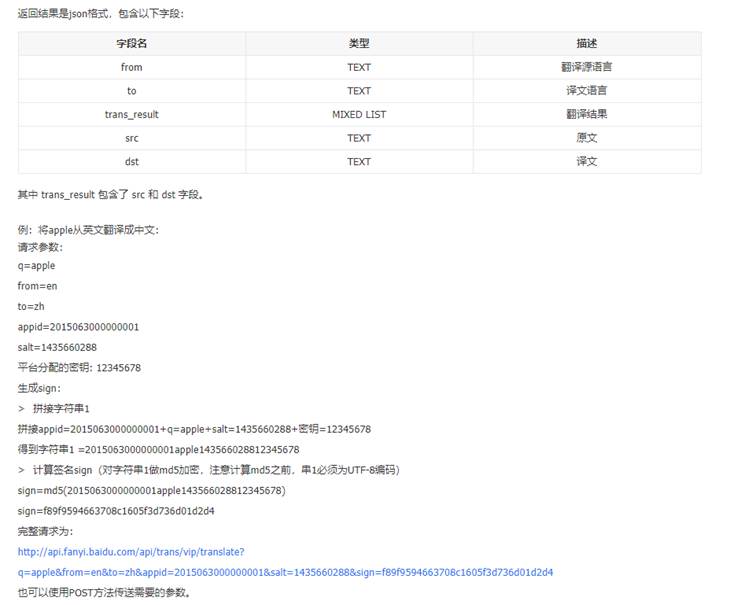 返回结果是json格式，包含以下字段：
字段名 类型 描述
from TEXT 翻译源语言
to TEXT 译文语言
trans_result MIXED LIST 翻译结果
src TEXT 原文
dst TEXT 译文
其中 trans_result 包含了 src 和 dst 字段。
例：将apple从英文翻译成中文：
请求参数：
q=apple
from=en
to=zh
appid=2015063000000001
salt=1435660288
平台分配的密钥: 12345678
生成sign：
> 拼接字符串1
拼接appid=2015063000000001+q=apple+salt=1435660288+密钥=12345678
得到字符串1 =2015063000000001apple143566028812345678
> 计算签名sign（对字符串1做md5加密，注意计算md5之前，串1必须为UTF-8编码）
sign=md5(2015063000000001apple143566028812345678)
sign=f89f9594663708c1605f3d736d01d2d4
完整请求为：
http://api.fanyi.baidu.com/api/trans/vip/translate?
q=apple&from=en&to=zh&appid=2015063000000001&salt=1435660288&sign=f89f9594663708c1605f3d736d01d2d4
也可以使用POST方法传送需要的参数。